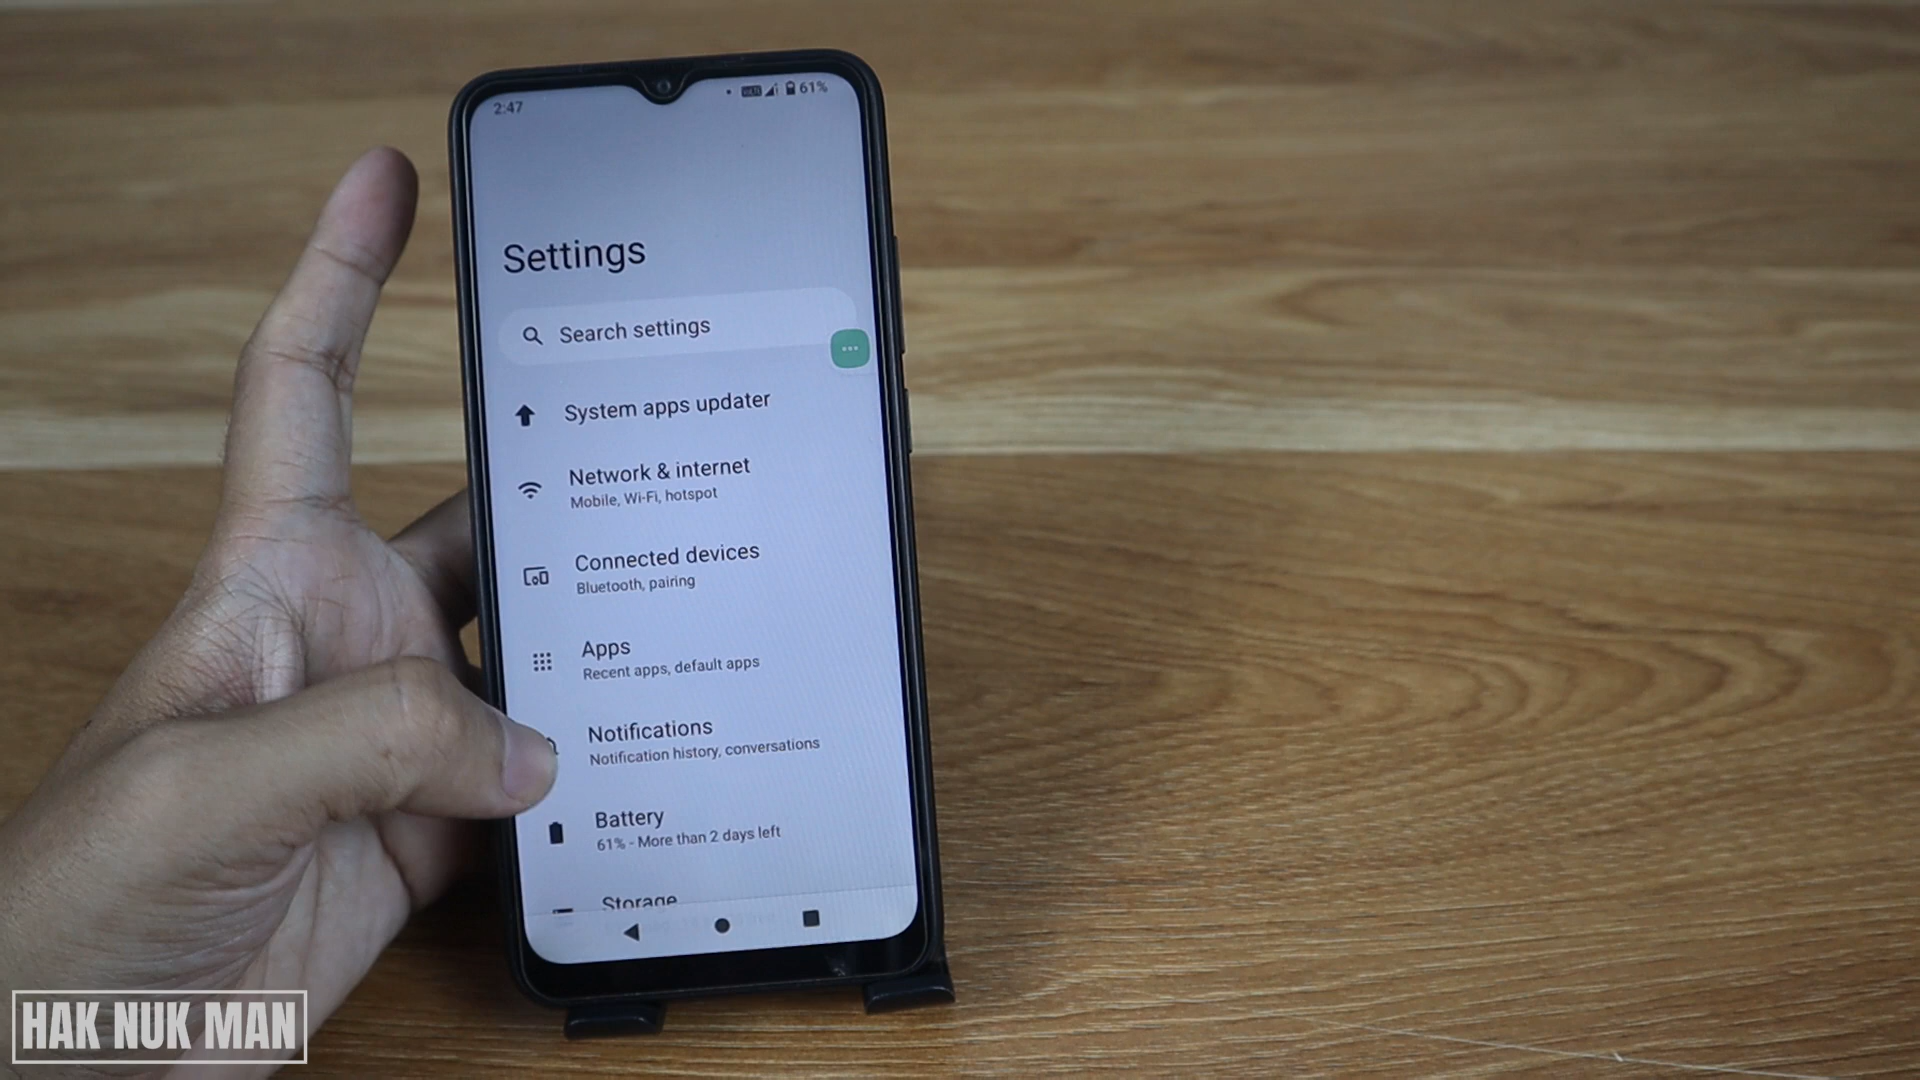 2:47
61%
Settings
Search settings
System apps updater
Network & internet
Mobile, Wi-Fi, hotspot
Connected devices
Bluetooth, pairing
Apps
Recent apps, default apps
Notifications
Notification history, conversations
Battery
61% - More than 2 days left
Storage
HAK NUK MAN